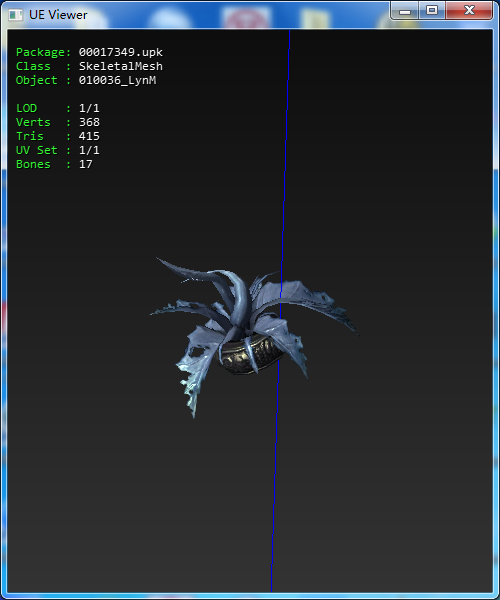 UE Viewer
Package: 00017349.upk
Class : SkeletalMesh
Object : 010036_LynM
LOD : 1/1
Verts : 368
Tris : 415
UV Set : 1/1
Bones : 17